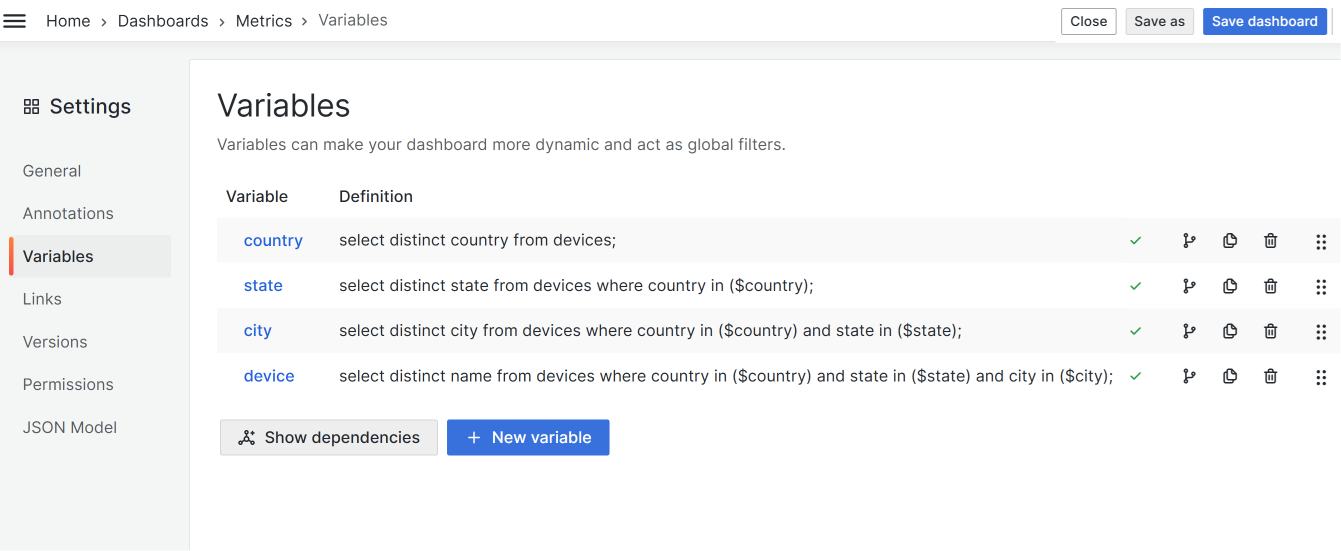 Home > Dashboards > Metrics > Variables Close Save as Save dashboard
Settings
General
Annotations
Variables
Links
Versions
Permissions
JSON Model
Variables
Variables can make your dashboard more dynamic and act as global filters.
Variable Definition
country select distinct country from devices;
state select distinct state from devices where country in ($country);
city select distinct city from devices where country in ($country) and state in ($state);
device select distinct name from devices where country in ($country) and state in ($state) and city in ($city);
Show dependencies + New variable